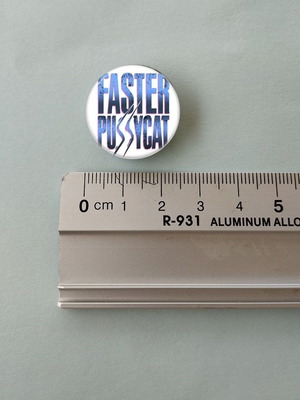 FASTER
PUSSYCAT
0 cm 1 2 3 4 5
R-931 ALUMINUM ALLO